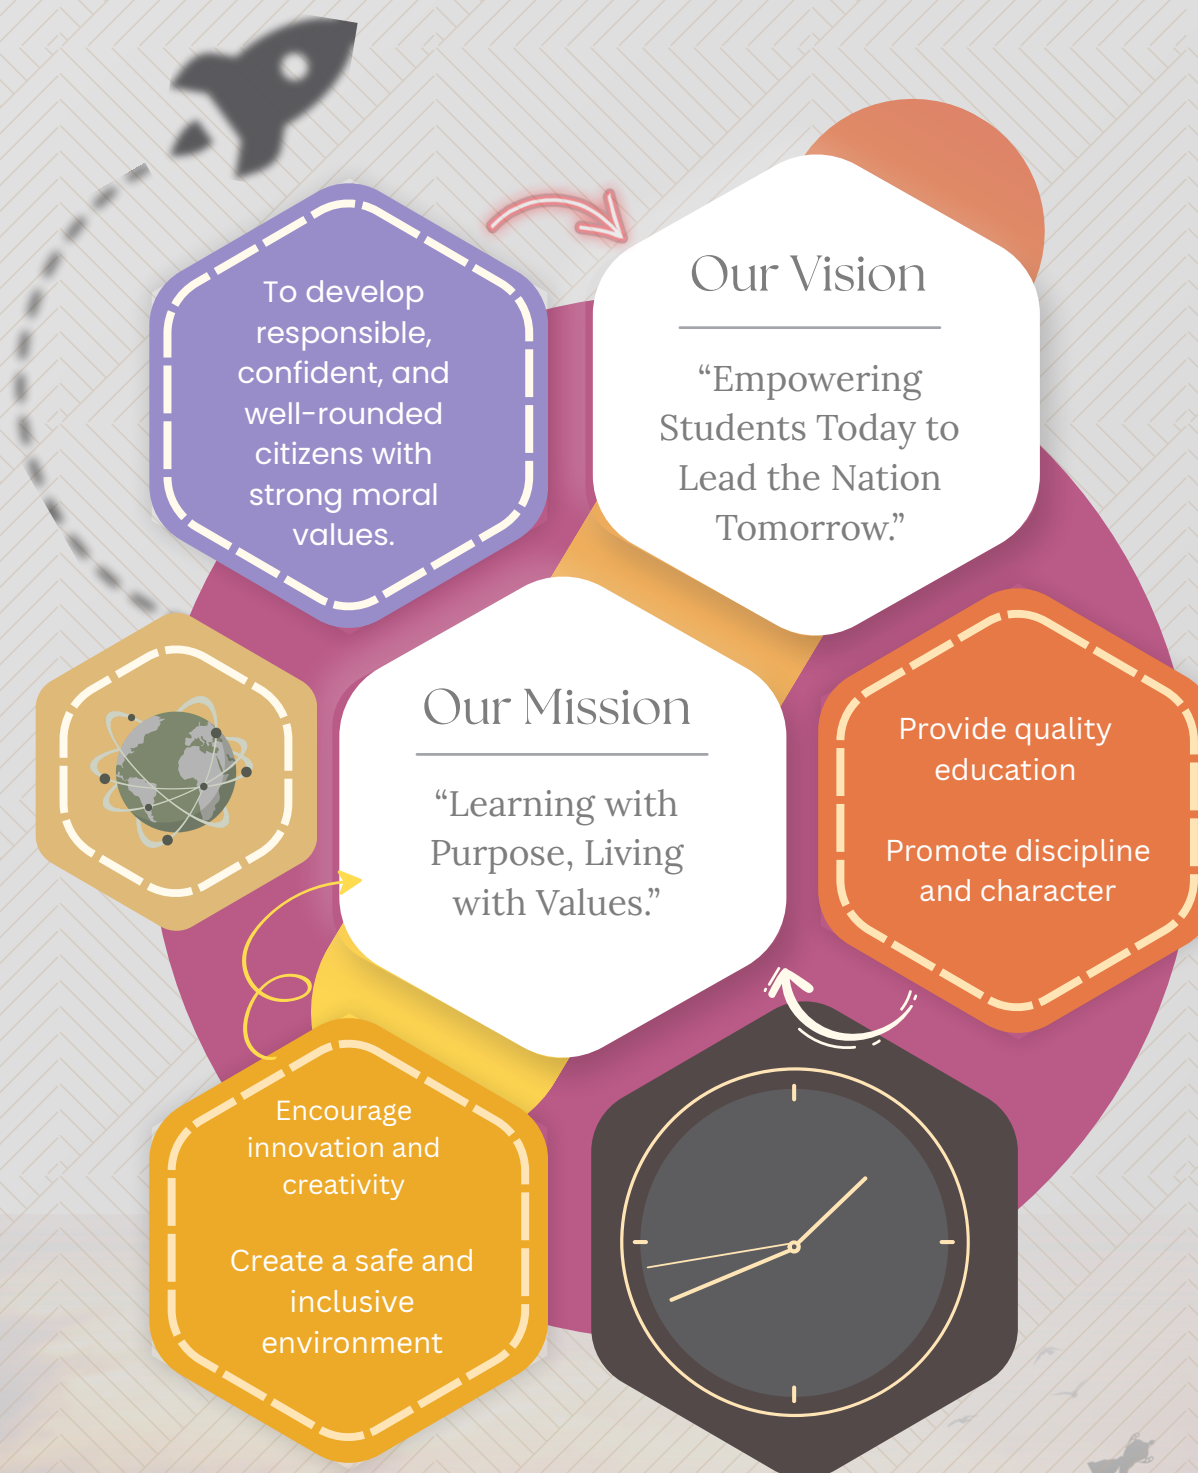 To develop
responsible,
confident, and
well-rounded
citizens with
strong moral
values.
Our Vision
“Empowering
Students Today to
Lead the Nation
Tomorrow.”
Our Mission
“Learning with
Purpose, Living
with Values.”
Provide quality
education
Promote discipline
and character
Encourage
innovation and
creativity
Create a safe and
inclusive
environment